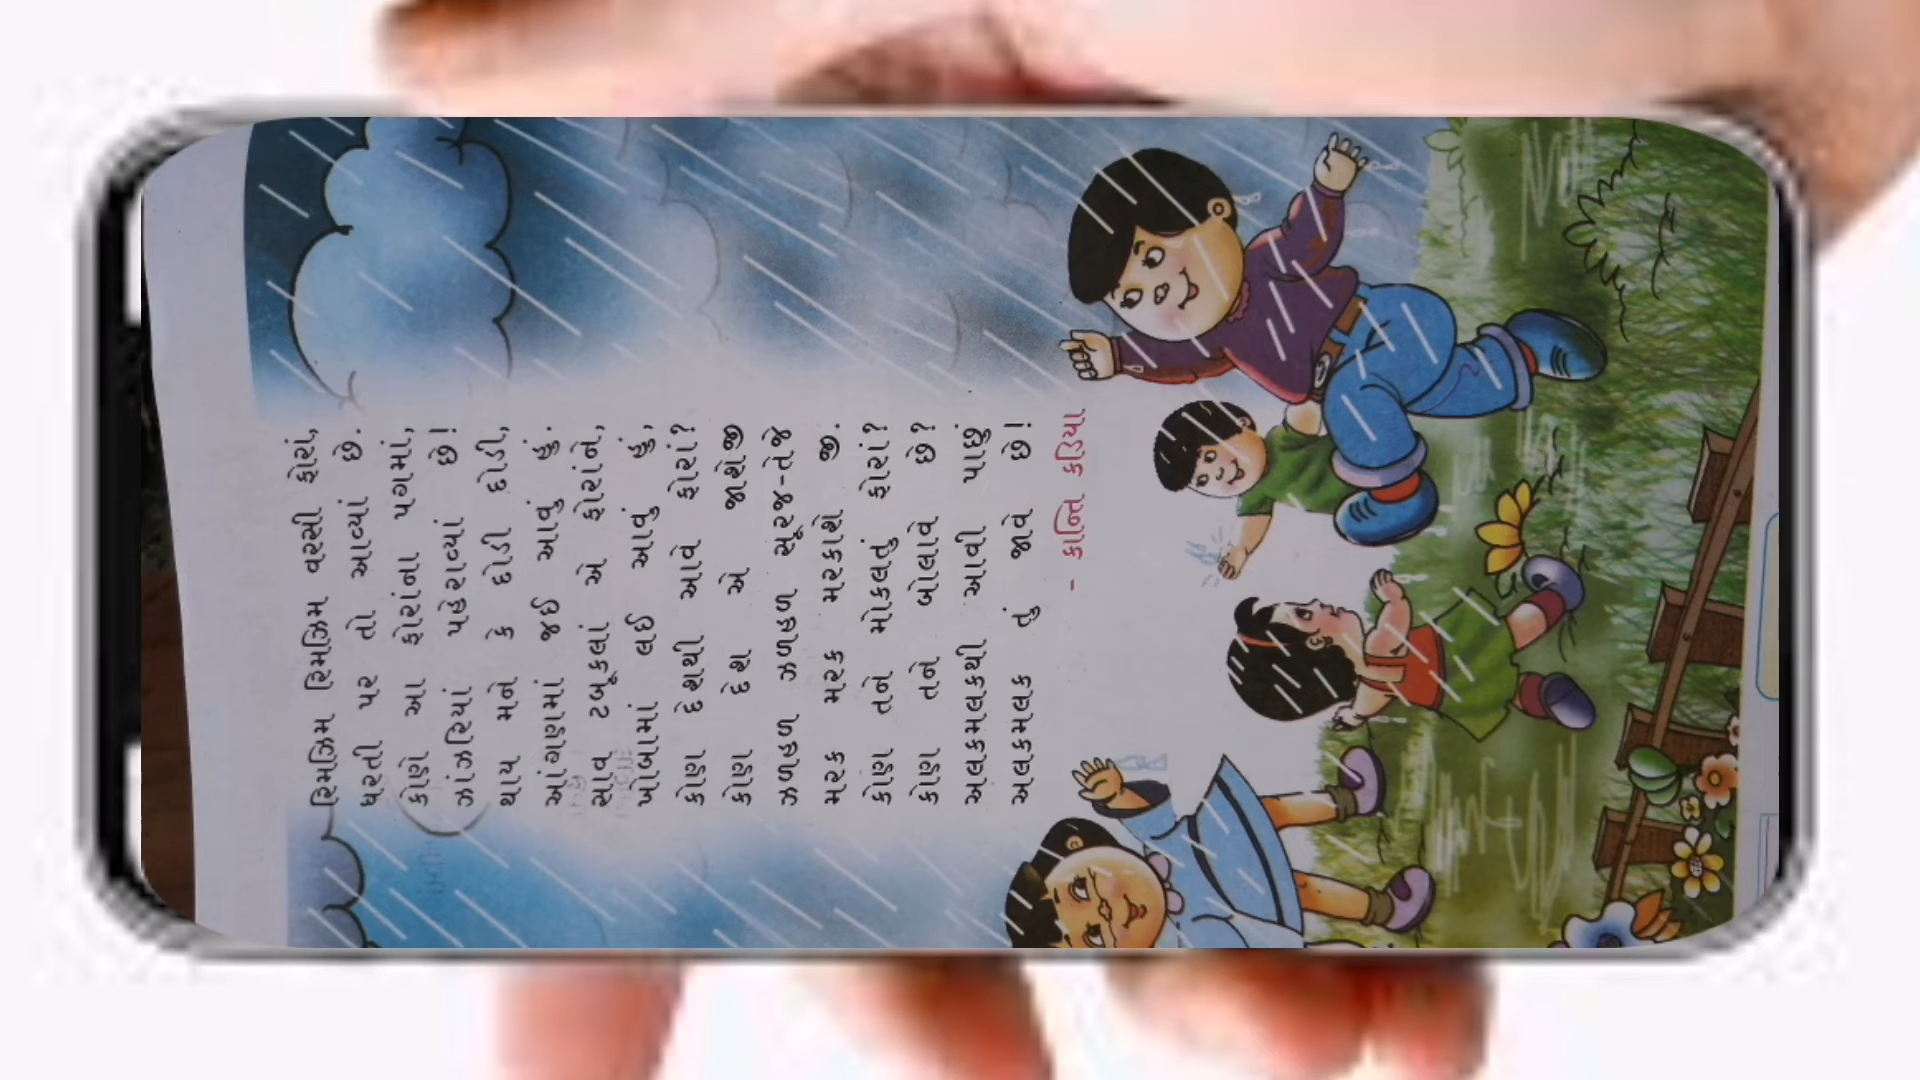 રિમઝિમ રિમઝિમ વરસી ફોરાં,
ધરતી પર તો આવ્યાં છે.
કોણે આ ફોરાંના પગમાં,
ઝાંઝરિયાં પહેરાવ્યાં છે!
થાય મને કે દોડી દોડી,
આંગણામાં જઈ આવું હું.
સાવ ટબૂકલાં એ ફોરાંને,
ખોબામાં લઈ આવું હું,
કોણ દેશથી આવે ફોરાં?
કોણ દેશ એ જાશેજી
ઝળહળ ઝળહળ સૂરજ-તેજે
મરક મરક મરકાશે જી.
કોણ તને મોકલતું ફોરાં?
કોણ તને બોલાવે છે?
અલકમલકથી આવી પાછું
અલકમલક તું જાવે છે!
- કાન્તિ કડિયા